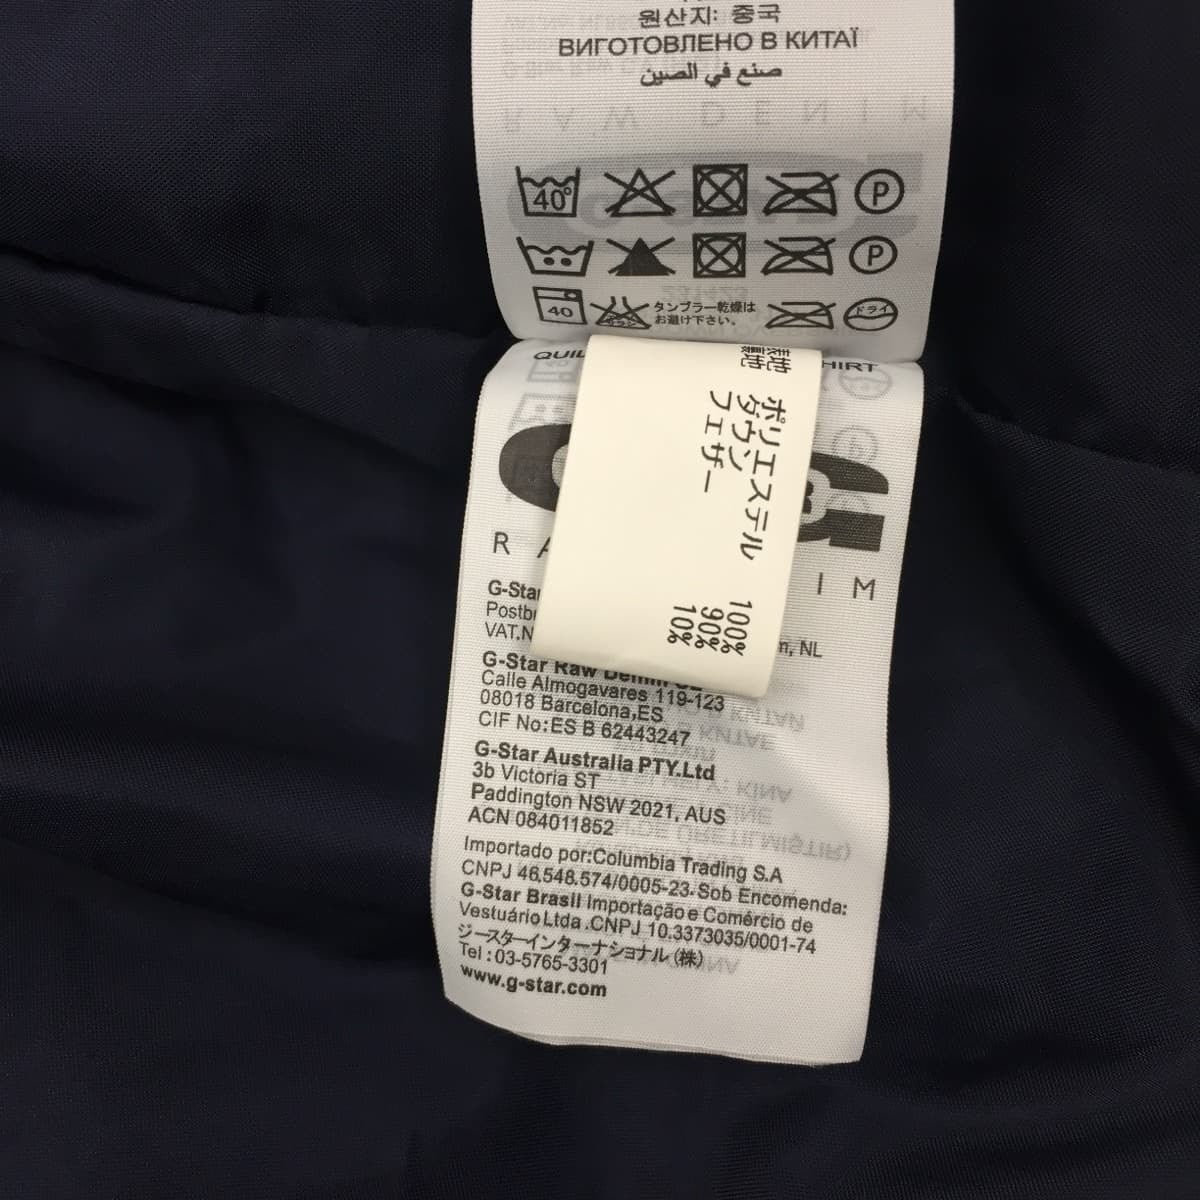 원산지: 중국
ВИГОТОВЛЕНО В КИТАЇ
صنع في الصين
40°
P
P
40
タンブラー乾燥は
お避け下さい。
ドライ
QUIL
HIRT
ポリエステル 100%
ダウン 90%
フェザー 10%
R A
I M
G-Sta
Postb
VAT.N
n, NL
G-Star Raw Denim
Calle Almogavares 119-123
08018 Barcelona,ES
CIF No:ES B 62443247
G-Star Australia PTY.Ltd
3b Victoria ST
Paddington NSW 2021, AUS
ACN 084011852
Importado por:Columbia Trading S.A
CNPJ 46.548.574/0005-23.Sob Encomenda:
G-Star Brasil Importação e Comércio de
Vestuário Ltda .CNPJ 10.3373035/0001-74
ジースターインターナショナル (株)
Tel : 03-5765-3301
www.g-star.com